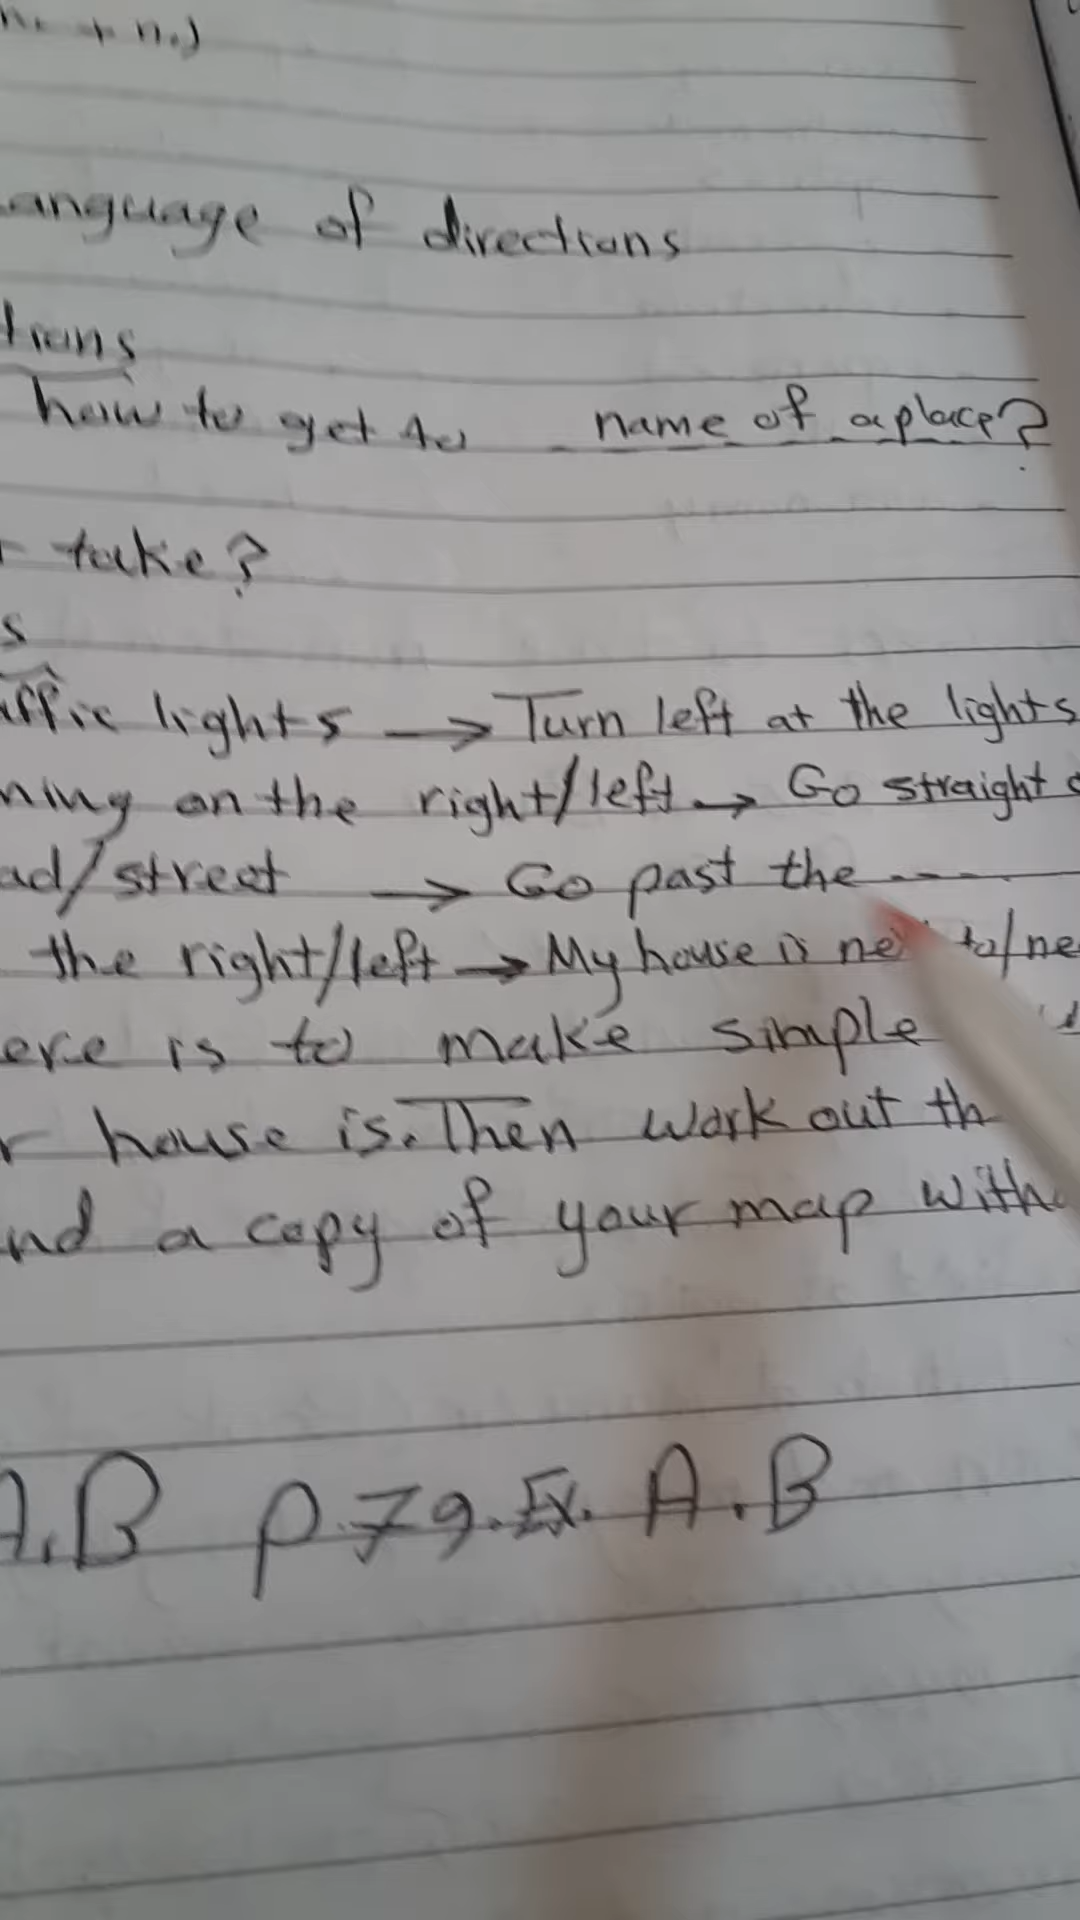 + n.)
anguage of directions
tions
how to get to name of a place?
take?
s
affic lights → Turn left at the lights
ning on the right/left → Go straight
ad/street → Go past the ----
the right/left → My house is ne to/ne
ere is to make simple
r house is. Then work out th
nd a copy of your map with
A.B p.79.Ex. A.B